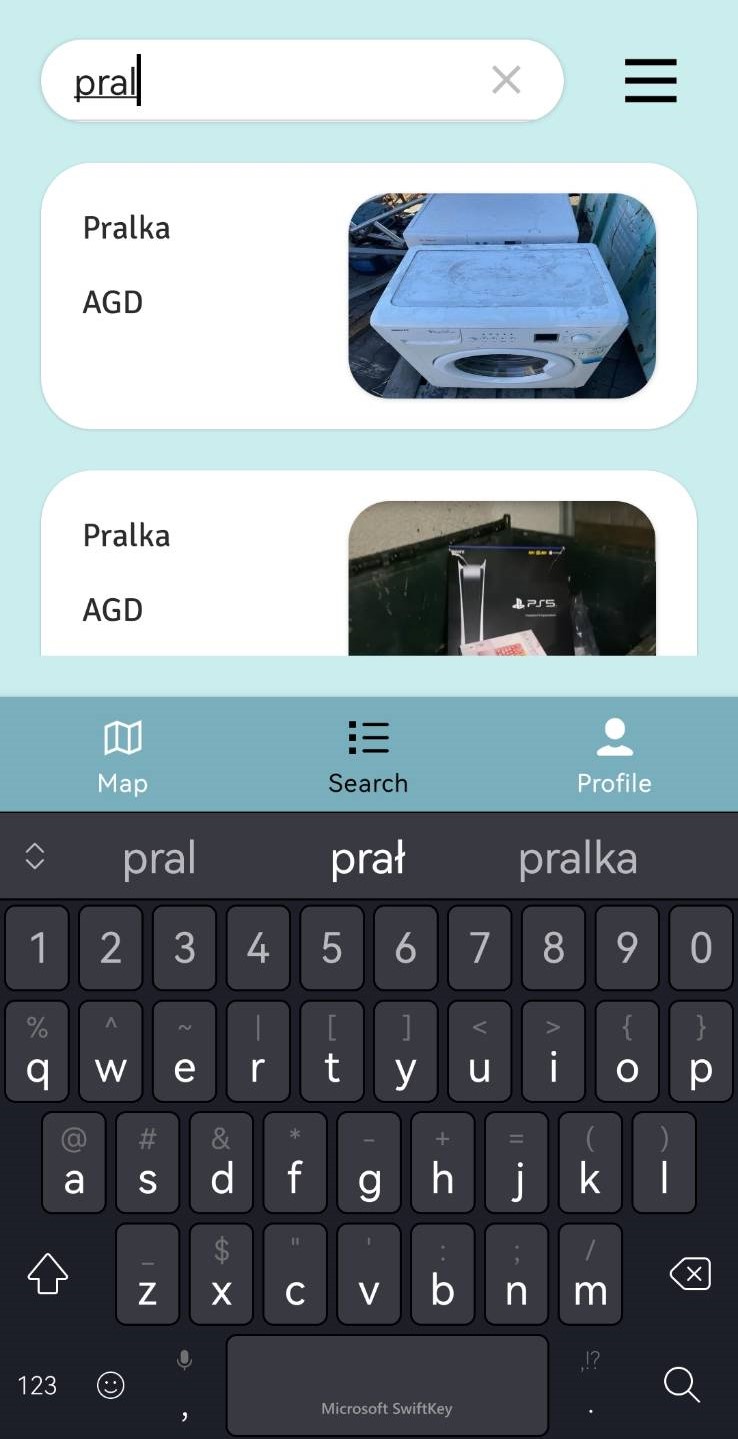 pral
Pralka
AGD
Pralka
AGD
PS5
Map Search Profile
pral prał pralka
1 2 3 4 5 6 7 8 9 0
% ^ ~ | [ ] < > { }
q w e r t y u i o p
@ # & * - + = ( )
a s d f g h j k l
_ $ " ' : ; /
z x c v b n m
,!?
123 , Microsoft SwiftKey .